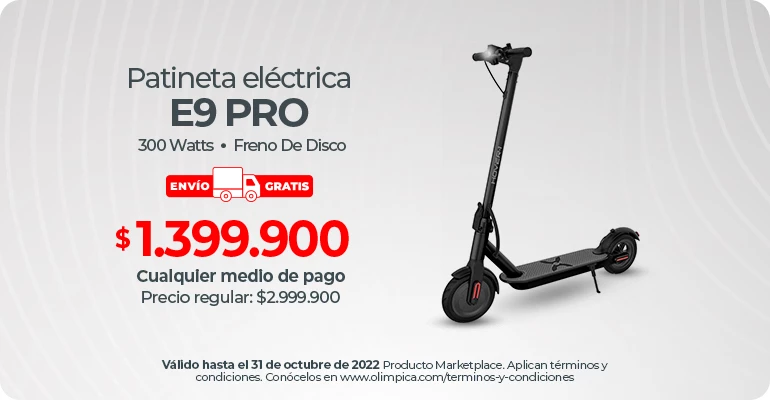 Patineta eléctrica
E9 PRO
300 Watts • Freno De Disco
ENVÍO GRATIS
$1.399.900
Cualquier medio de pago
Precio regular: $2.999.900
HOVER-1
Válido hasta el 31 de octubre de 2022 Producto Marketplace. Aplican términos y
condiciones. Conócelos en www.olimpica.com/terminos-y-condiciones